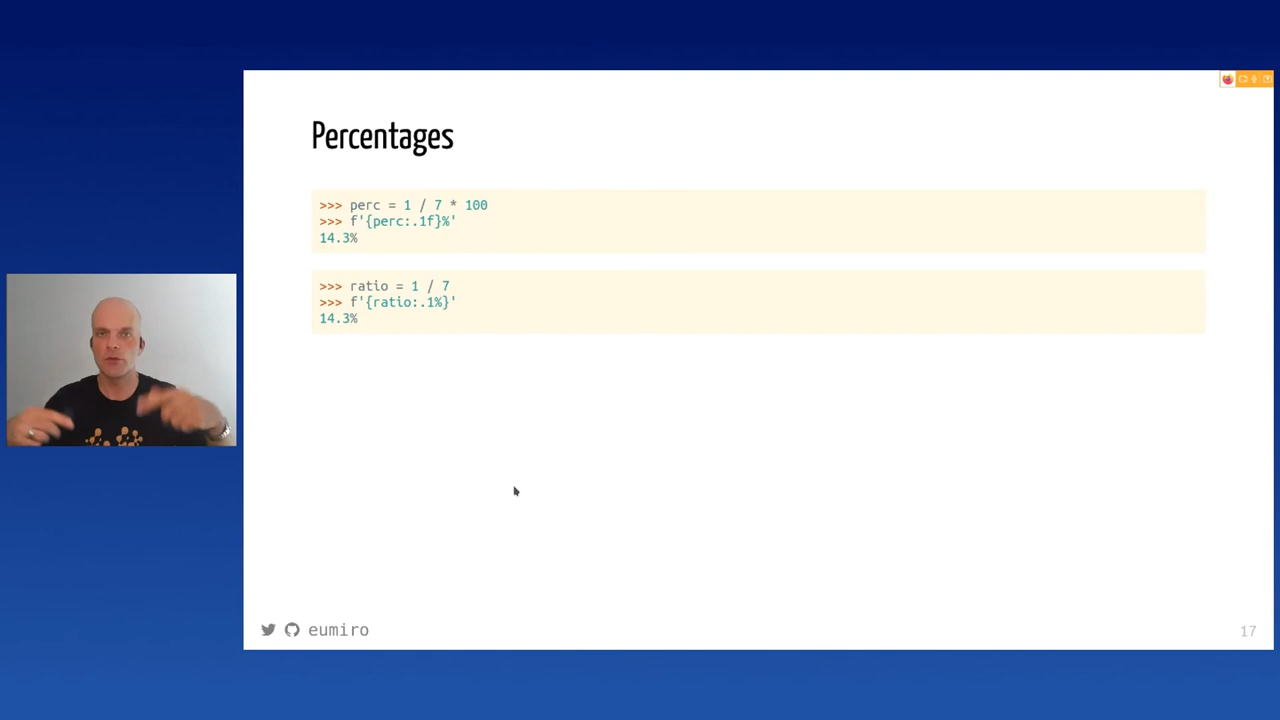 Percentages
>>> perc = 1 / 7 * 100
>>> f'{perc:.1f}%'
14.3%
>>> ratio = 1 / 7
>>> f'{ratio:.1%}'
14.3%
eumiro
17